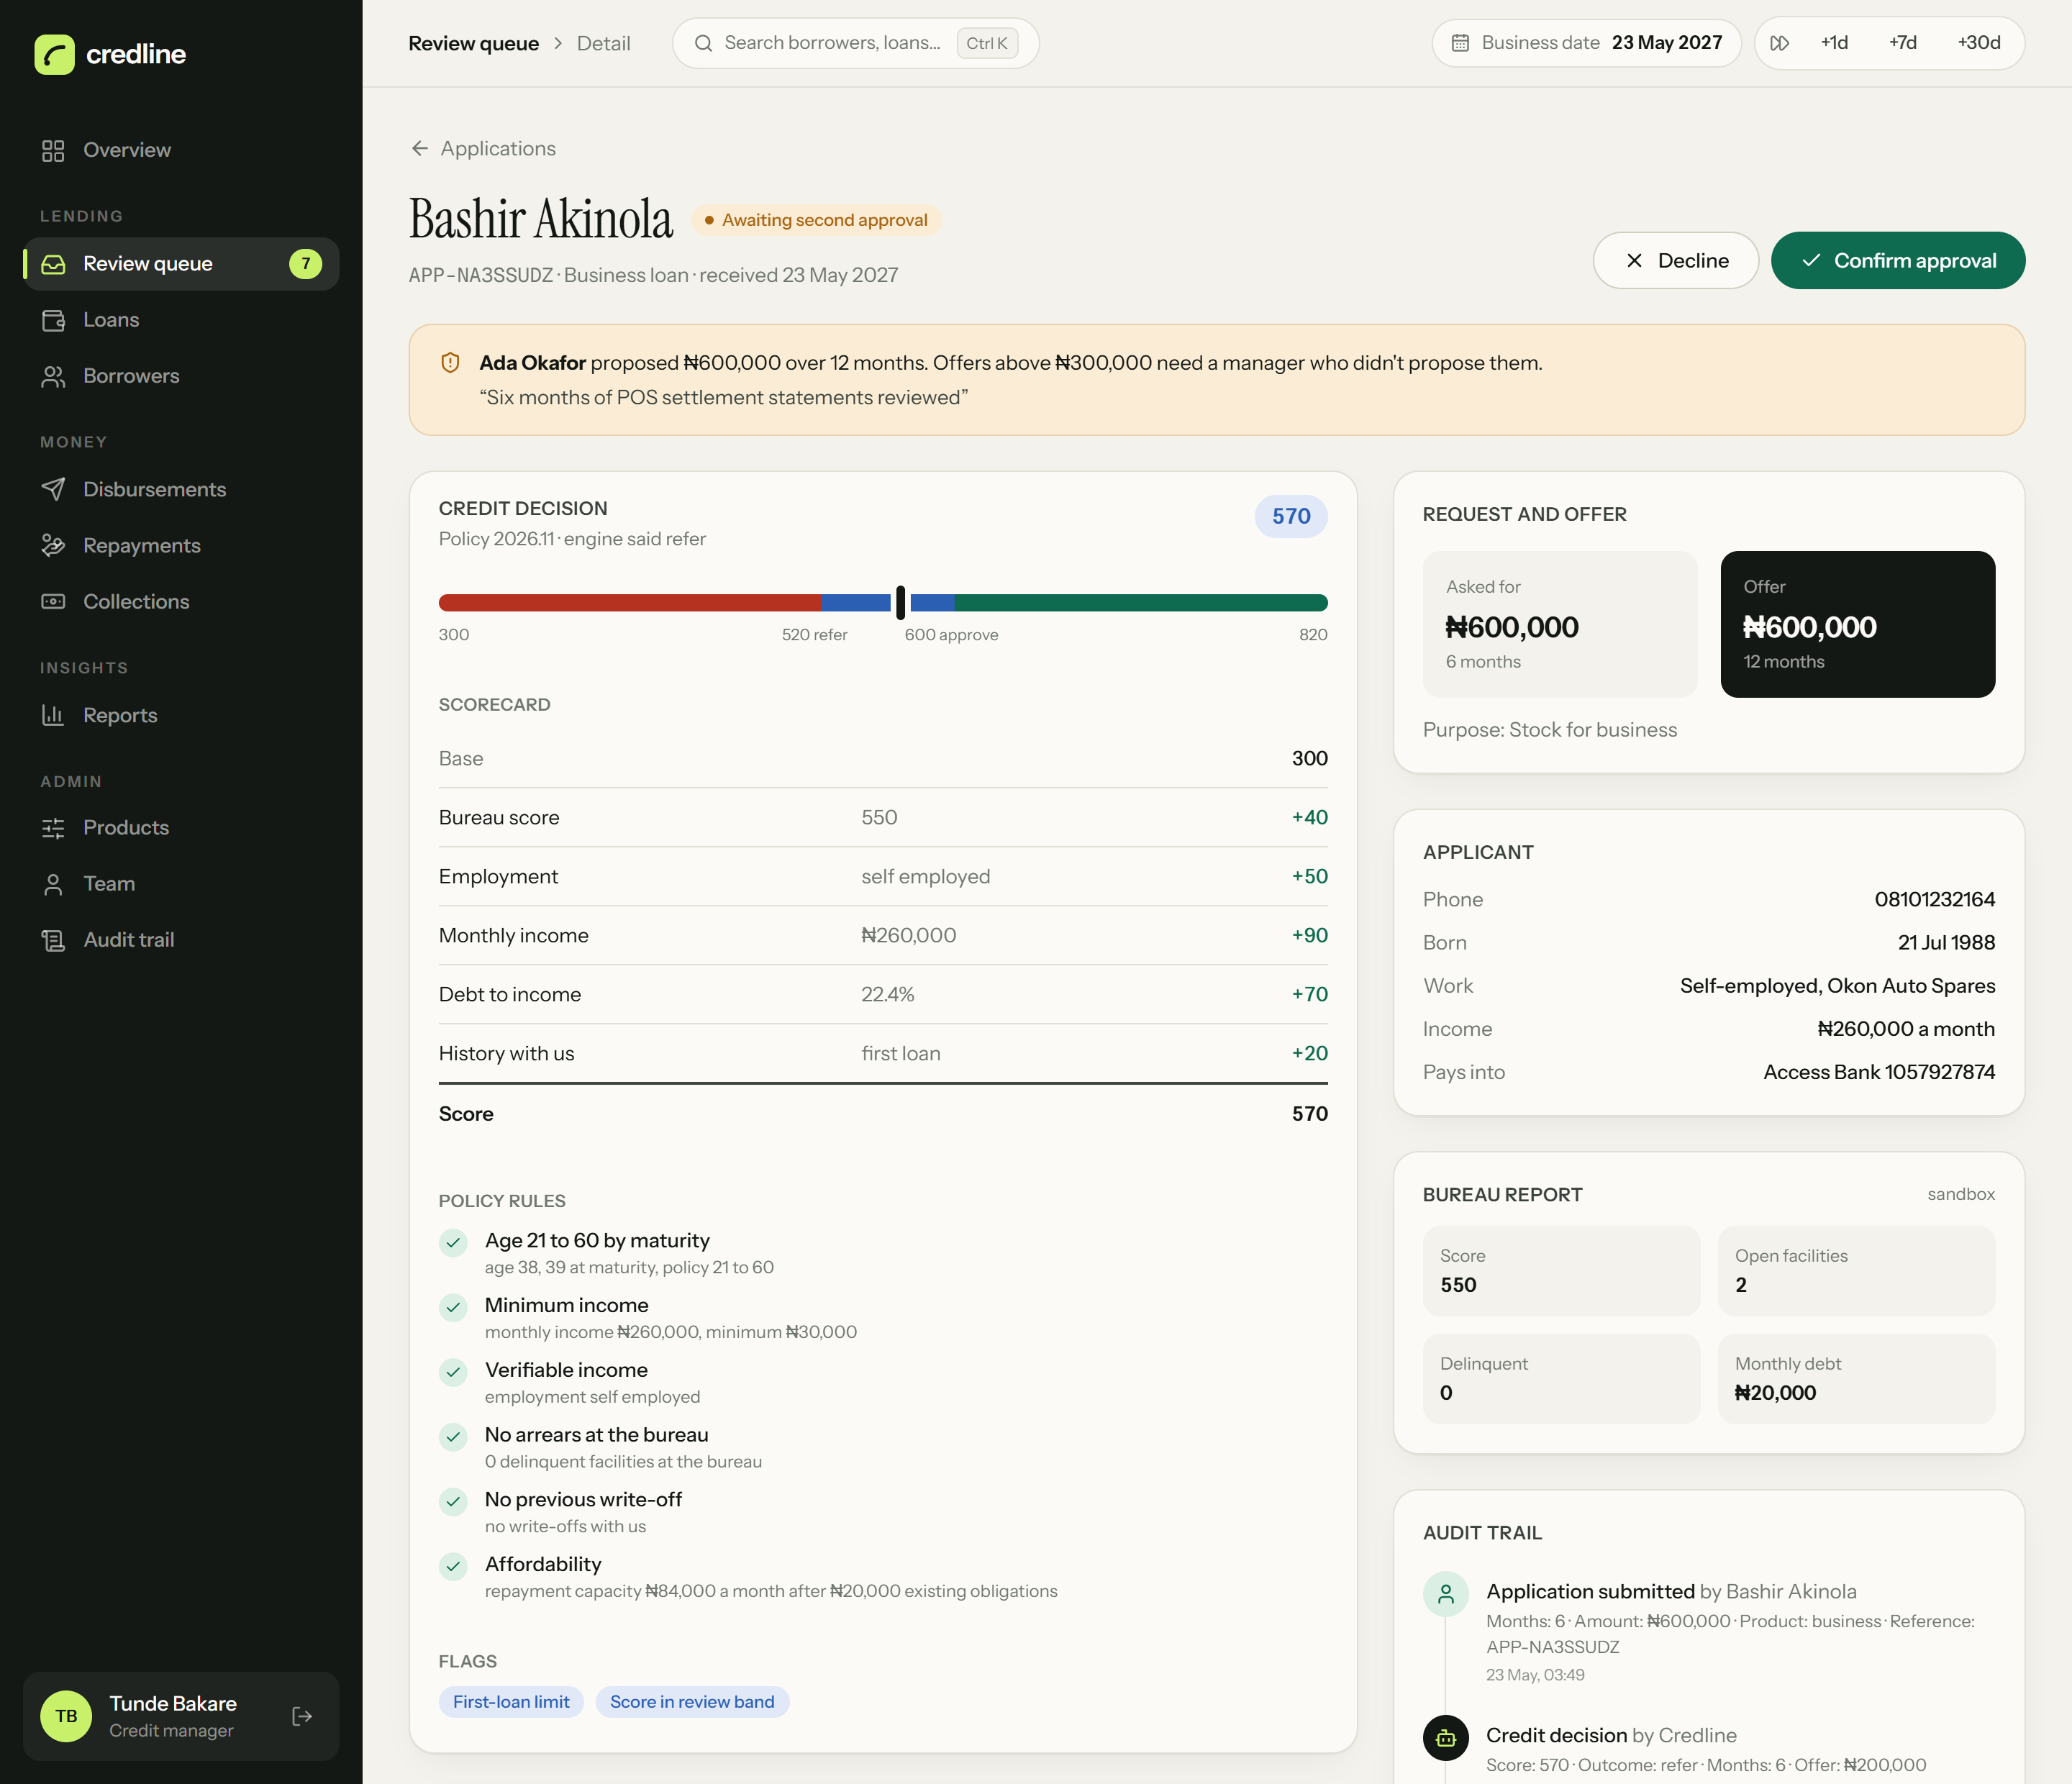 credline
Overview
LENDING
Review queue 7
Loans
Borrowers
MONEY
Disbursements
Repayments
Collections
INSIGHTS
Reports
ADMIN
Products
Team
Audit trail
TB
Tunde Bakare
Credit manager
Review queue > Detail
Search borrowers, loans... Ctrl K
Business date 23 May 2027
+1d +7d +30d
Applications
Bashir Akinola
Awaiting second approval
APP-NA3SSUDZ · Business loan · received 23 May 2027
Decline
Confirm approval
Ada Okafor proposed ₦600,000 over 12 months. Offers above ₦300,000 need a manager who didn't propose them.
“Six months of POS settlement statements reviewed”
CREDIT DECISION
Policy 2026.11 · engine said refer
570
300 520 refer 600 approve 820
SCORECARD
Base 300
Bureau score 550 +40
Employment self employed +50
Monthly income ₦260,000 +90
Debt to income 22.4% +70
History with us first loan +20
Score 570
POLICY RULES
Age 21 to 60 by maturity
age 38, 39 at maturity, policy 21 to 60
Minimum income
monthly income ₦260,000, minimum ₦30,000
Verifiable income
employment self employed
No arrears at the bureau
0 delinquent facilities at the bureau
No previous write-off
no write-offs with us
Affordability
repayment capacity ₦84,000 a month after ₦20,000 existing obligations
FLAGS
First-loan limit
Score in review band
REQUEST AND OFFER
Asked for
₦600,000
6 months
Offer
₦600,000
12 months
Purpose: Stock for business
APPLICANT
Phone 08101232164
Born 21 Jul 1988
Work Self-employed, Okon Auto Spares
Income ₦260,000 a month
Pays into Access Bank 1057927874
BUREAU REPORT sandbox
Score
550
Open facilities
2
Delinquent
0
Monthly debt
₦20,000
AUDIT TRAIL
Application submitted by Bashir Akinola
Months: 6 · Amount: ₦600,000 · Product: business · Reference:
APP-NA3SSUDZ
23 May, 03:49
Credit decision by Credline
Score: 570 · Outcome: refer · Months: 6 · Offer: ₦200,000